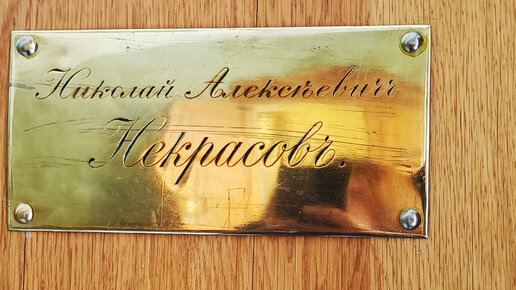 Николай Алексѣевичъ
Некрасовъ.